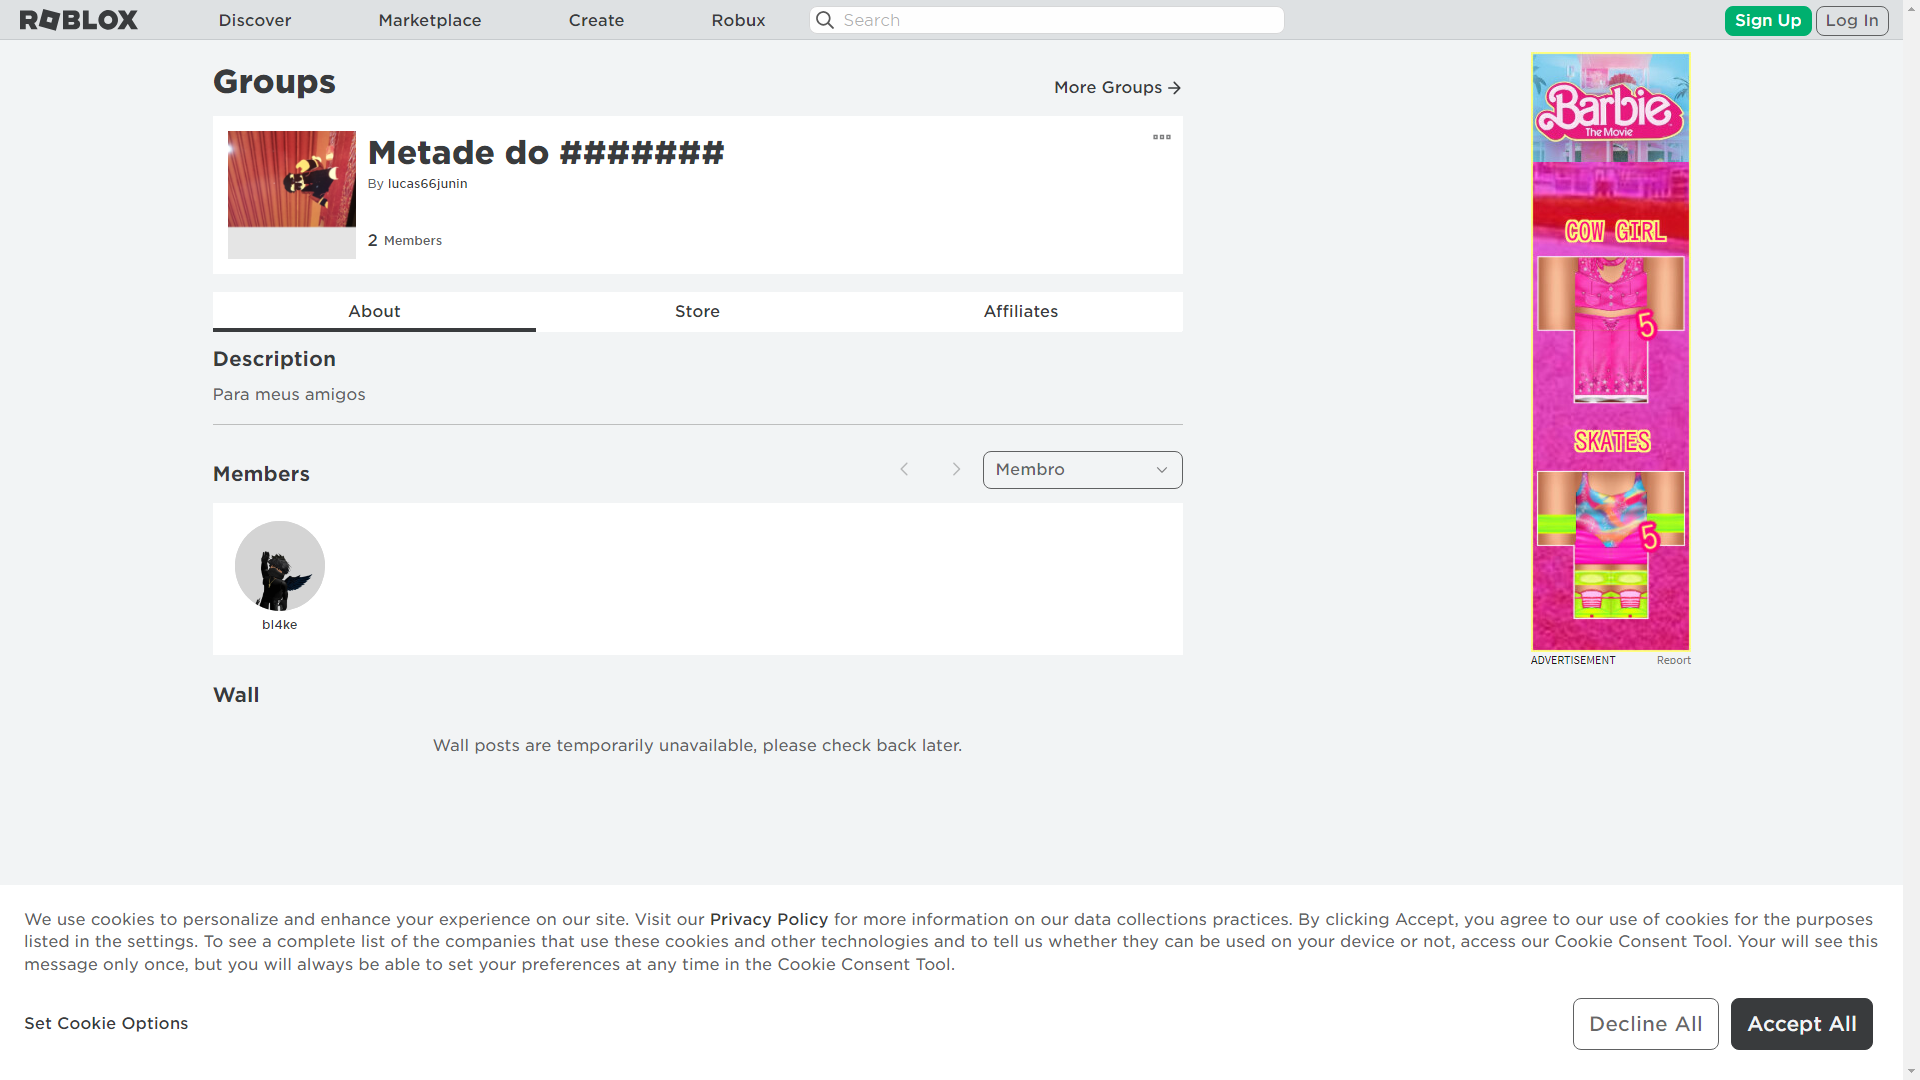 ROBLOX
Discover
Marketplace
Create
Robux
Search
Sign Up
Log In
Groups
More Groups
Metade do #######
By lucas66junin
2 Members
About
Store
Affiliates
Description
Para meus amigos
Members
Membro
bl4ke
Wall
Wall posts are temporarily unavailable, please check back later.
Barbie
The Movie
COW GIRL
5
SKATES
5
ADVERTISEMENT
Report
We use cookies to personalize and enhance your experience on our site. Visit our Privacy Policy for more information on our data collections practices. By clicking Accept, you agree to our use of cookies for the purposes
listed in the settings. To see a complete list of the companies that use these cookies and other technologies and to tell us whether they can be used on your device or not, access our Cookie Consent Tool. Your will see this
message only once, but you will always be able to set your preferences at any time in the Cookie Consent Tool.
Set Cookie Options
Decline All
Accept All